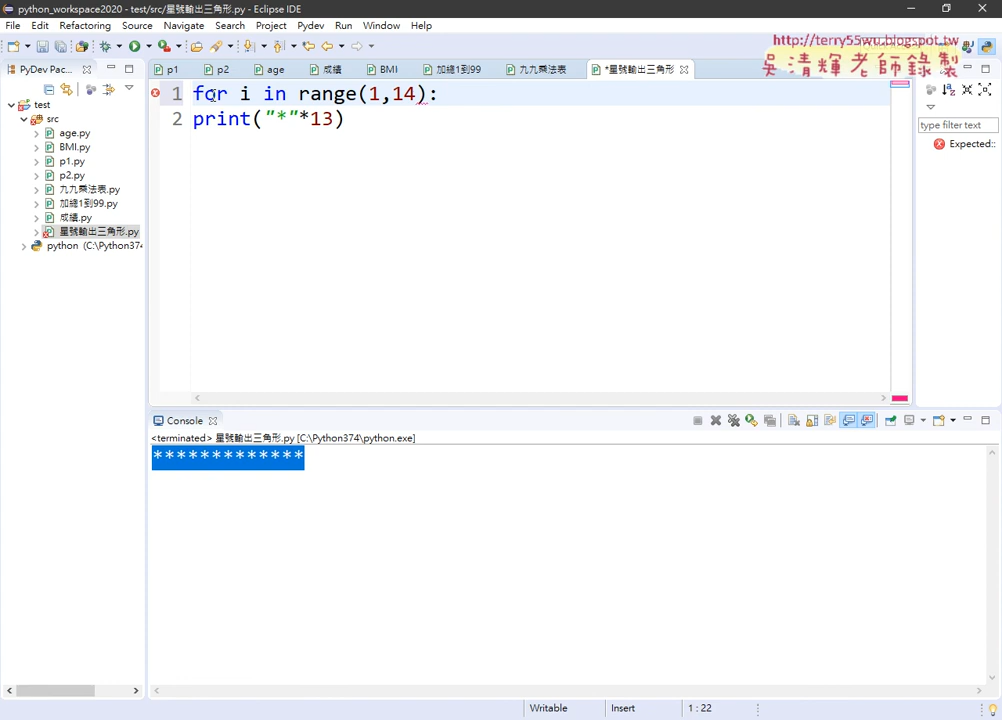 python_workspace2020 - test/src/星號輸出三角形.py - Eclipse IDE
File Edit Refactoring Source Navigate Search Project Pydev Run Window Help
http://terry55wu.blogspot.tw
吳清輝老師錄製
PyDev Pac...
p1 p2 age 成績 BMI 加總1到99 九九乘法表 *星號輸出三角形
1 for i in range(1,14):
2 print("*"*13)
test
src
age.py
BMI.py
p1.py
p2.py
九九乘法表.py
加總1到99.py
成績.py
星號輸出三角形.py
python (C:\Python374
type filter text
Expected::
Console
<terminated> 星號輸出三角形.py [C:\Python374\python.exe]
*************
Writable Insert 1 : 22